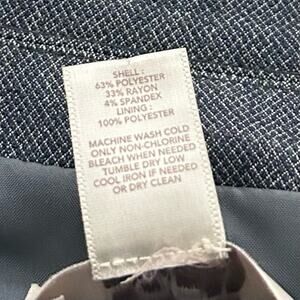 SHELL :
63% POLYESTER
33% RAYON
4% SPANDEX
LINING :
100% POLYESTER
MACHINE WASH COLD
ONLY NON-CHLORINE
BLEACH WHEN NEEDED
TUMBLE DRY LOW
COOL IRON IF NEEDED
OR DRY CLEAN